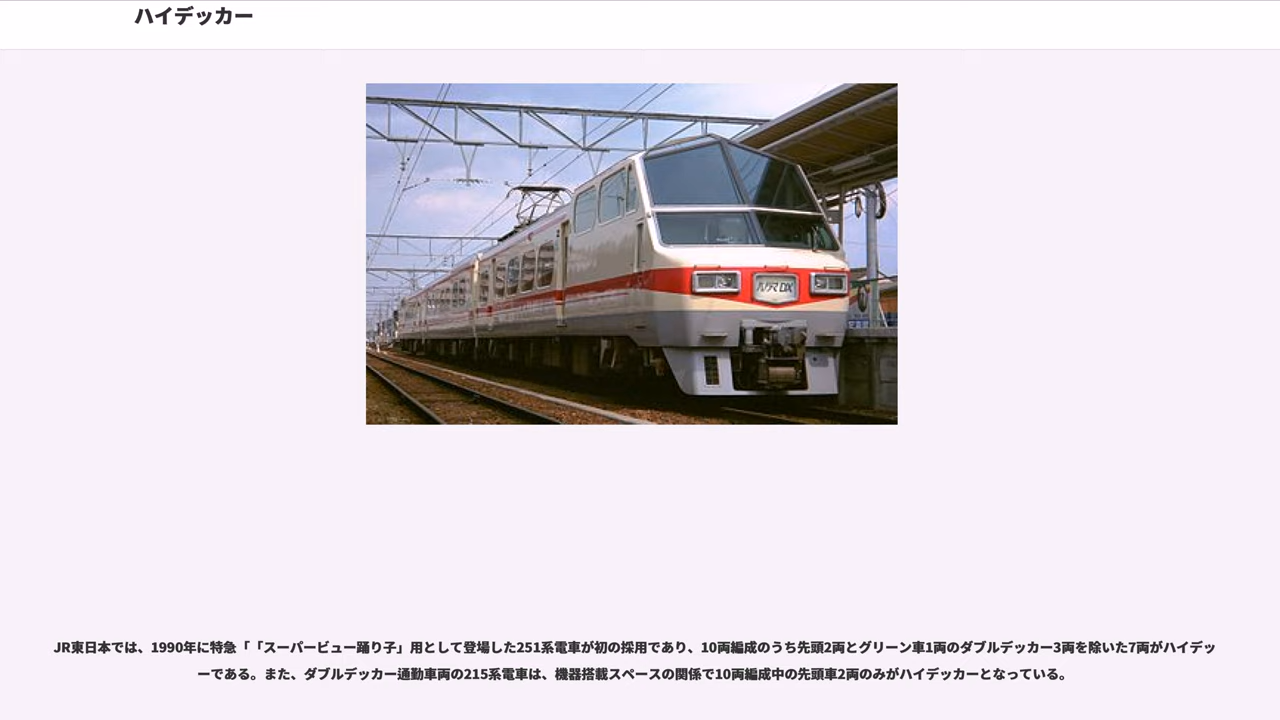 ハイデッカー
パノラマDX
JR東日本では、1990年に特急「「スーパービュー踊り子」用として登場した251系電車が初の採用であり、10両編成のうち先頭2両とグリーン車1両のダブルデッカー3両を除いた7両がハイデッ
ーである。また、ダブルデッカー通勤車両の215系電車は、機器搭載スペースの関係で10両編成中の先頭車2両のみがハイデッカーとなっている。